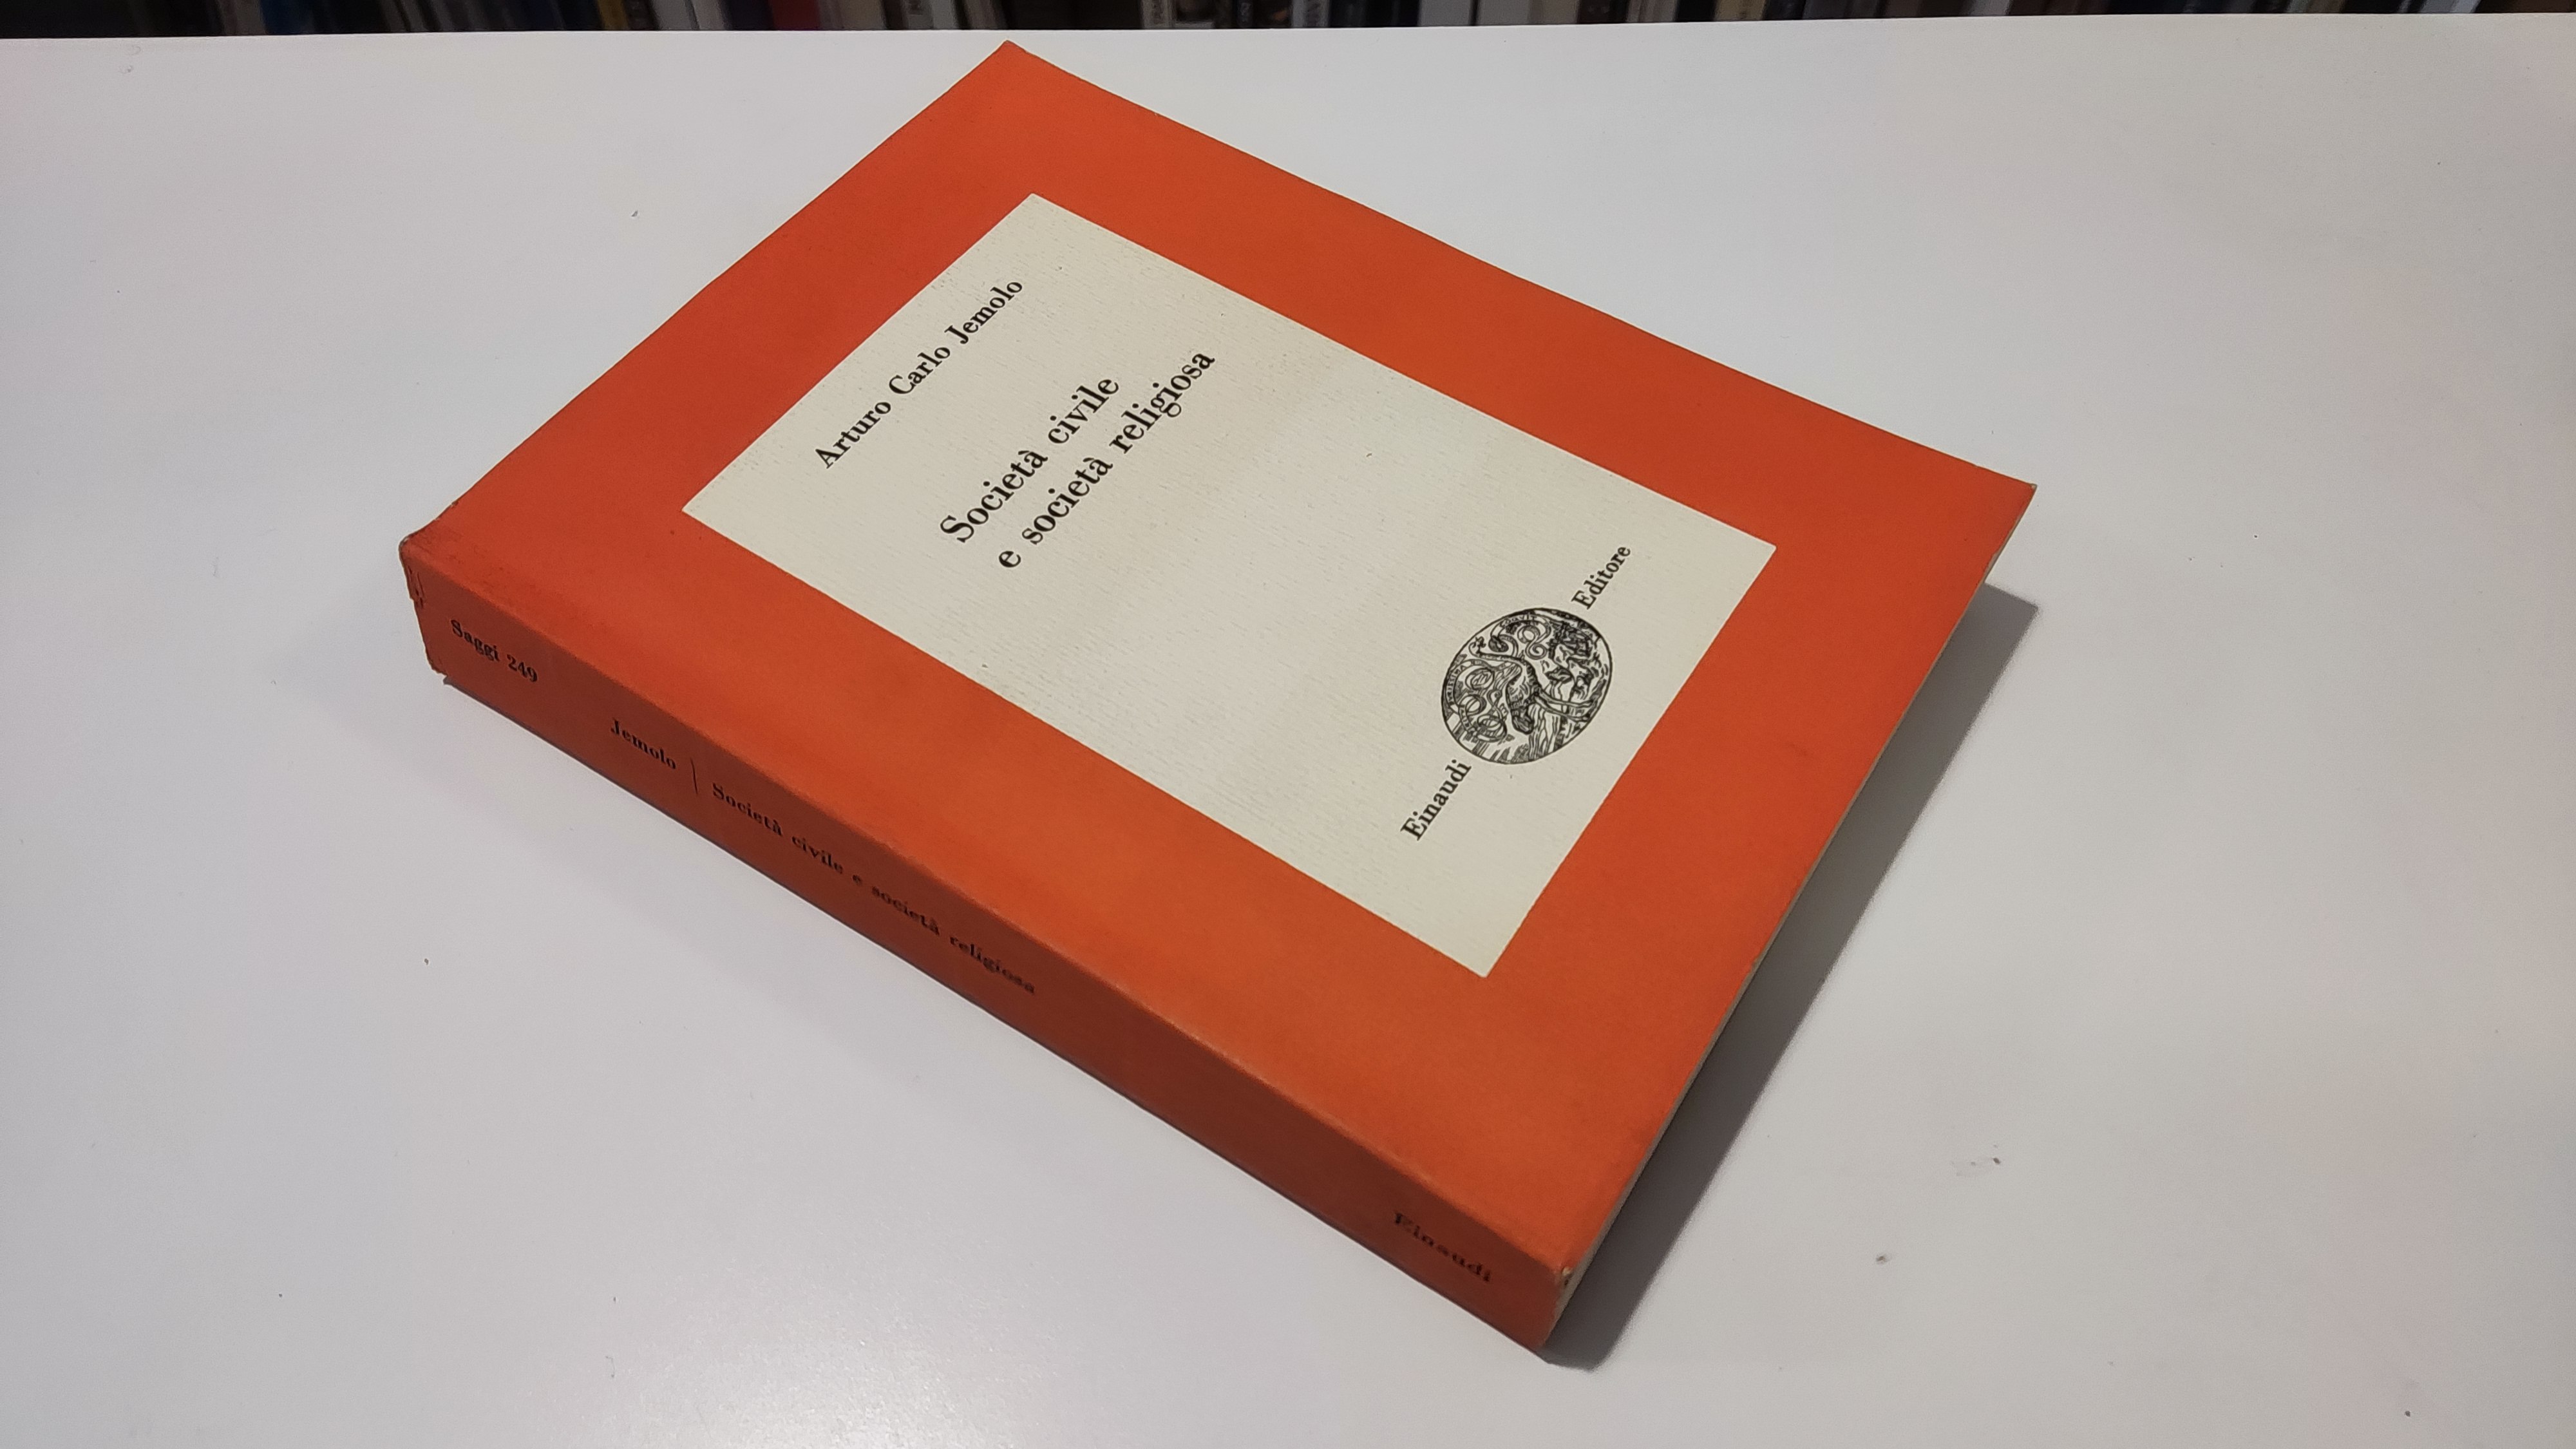 Arturo Carlo Jemolo
Società civile
e società religiosa
Einaudi
Editore
Saggi 249
Jemolo
Società civile e società religiosa
Einaudi